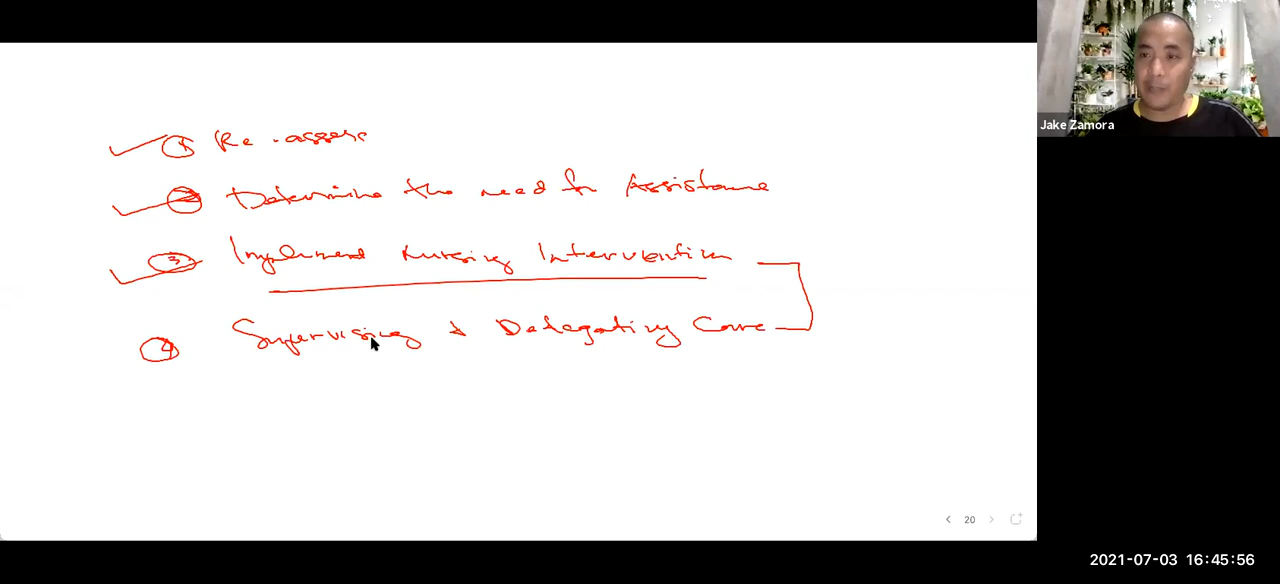 Jake Zamora
1 Re-assess
2 Determine the need for Assistance
3 Implement Nursing Intervention
4 Supervising & Delegating Care
20
2021-07-03 16:45:56